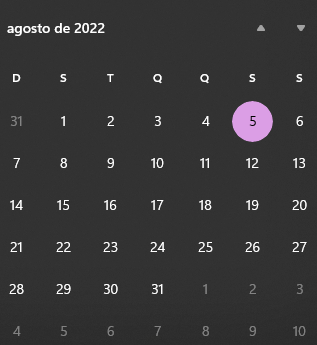 agosto de 2022
D S T Q Q S S
31 1 2 3 4 5 6
7 8 9 10 11 12 13
14 15 16 17 18 19 20
21 22 23 24 25 26 27
28 29 30 31 1 2 3
4 5 6 7 8 9 10